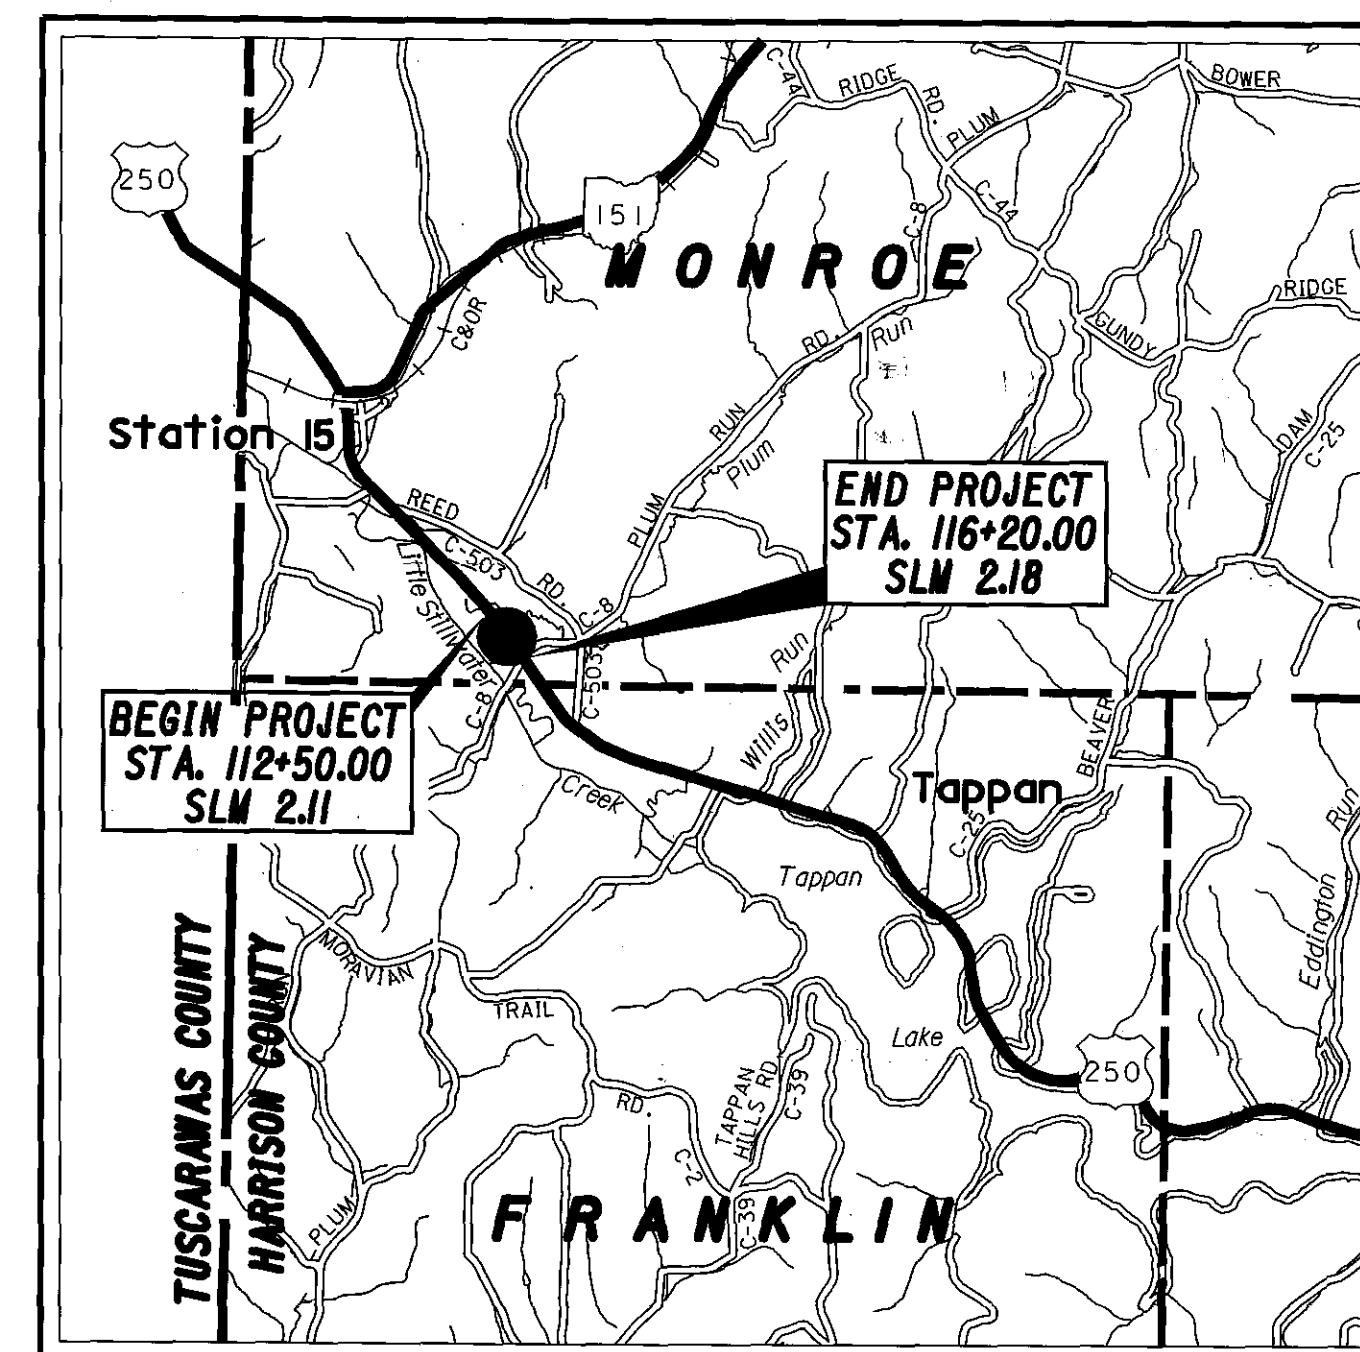 C-44
RIDGE
RD.
BOWER
PLUM
250
151
C-44
C-8
MONROE
RIDGE
C&OR
RD.
Run
GUNDY
Station 15
RUN
Plum
DAM
C-25
REED
PLUM
END PROJECT
STA. 116+20.00
SLM 2.18
C-503
RD.
C-8
Little Stillwater
Run
C-503
C-8
BEGIN PROJECT
STA. 112+50.00
SLM 2.11
Willis
BEAVER
Tappan
Creek
C-25
Run
Tappan
Eddington
TUSCARAWAS COUNTY
HARRISON COUNTY
MORAVIAN
TRAIL
Lake
250
RD.
TAPPAN
HILLS RD
C-39
C-2
PLUM
FRANKLIN
C-39